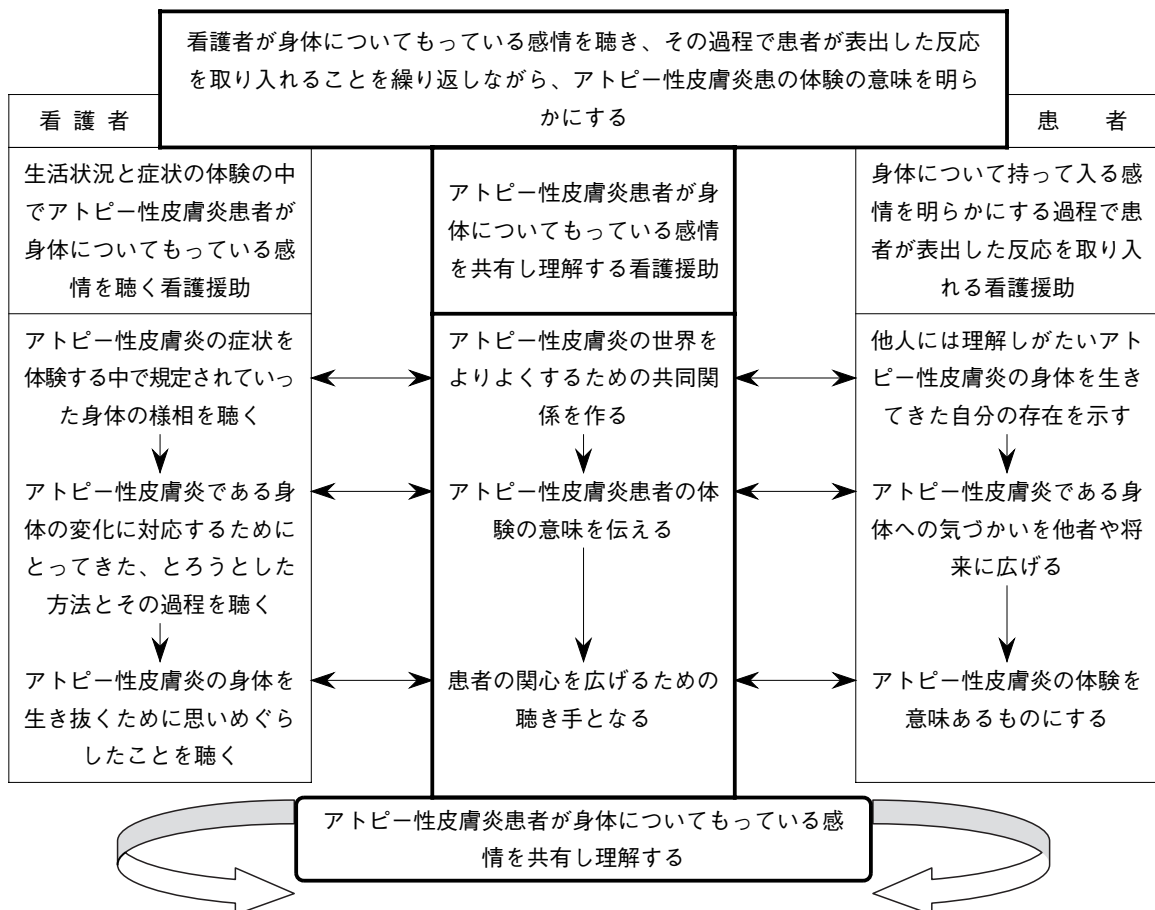 看護者が身体についてもっている感情を聴き、その過程で患者が表出した反応
を取り入れることを繰り返しながら、アトピー性皮膚炎患の体験の意味を明ら
かにする
看 護 者
患 者
生活状況と症状の体験の中
でアトピー性皮膚炎患者が
身体についてもっている感
情を聴く看護援助
アトピー性皮膚炎患者が身
体についてもっている感情
を共有し理解する看護援助
身体について持って入る感
情を明らかにする過程で患
者が表出した反応を取り入
れる看護援助
アトピー性皮膚炎の症状を
体験する中で規定されていっ
た身体の様相を聴く
アトピー性皮膚炎の世界を
よりよくするための共同関
係を作る
他人には理解しがたいアト
ピー性皮膚炎の身体を生き
てきた自分の存在を示す
アトピー性皮膚炎である身
体の変化に対応するために
とってきた、とろうとした
方法とその過程を聴く
アトピー性皮膚炎患者の体
験の意味を伝える
アトピー性皮膚炎である身
体への気づかいを他者や将
来に広げる
アトピー性皮膚炎の身体を
生き抜くために思いめぐら
したことを聴く
患者の関心を広げるための
聴き手となる
アトピー性皮膚炎の体験を
意味あるものにする
アトピー性皮膚炎患者が身体についてもっている感
情を共有し理解する